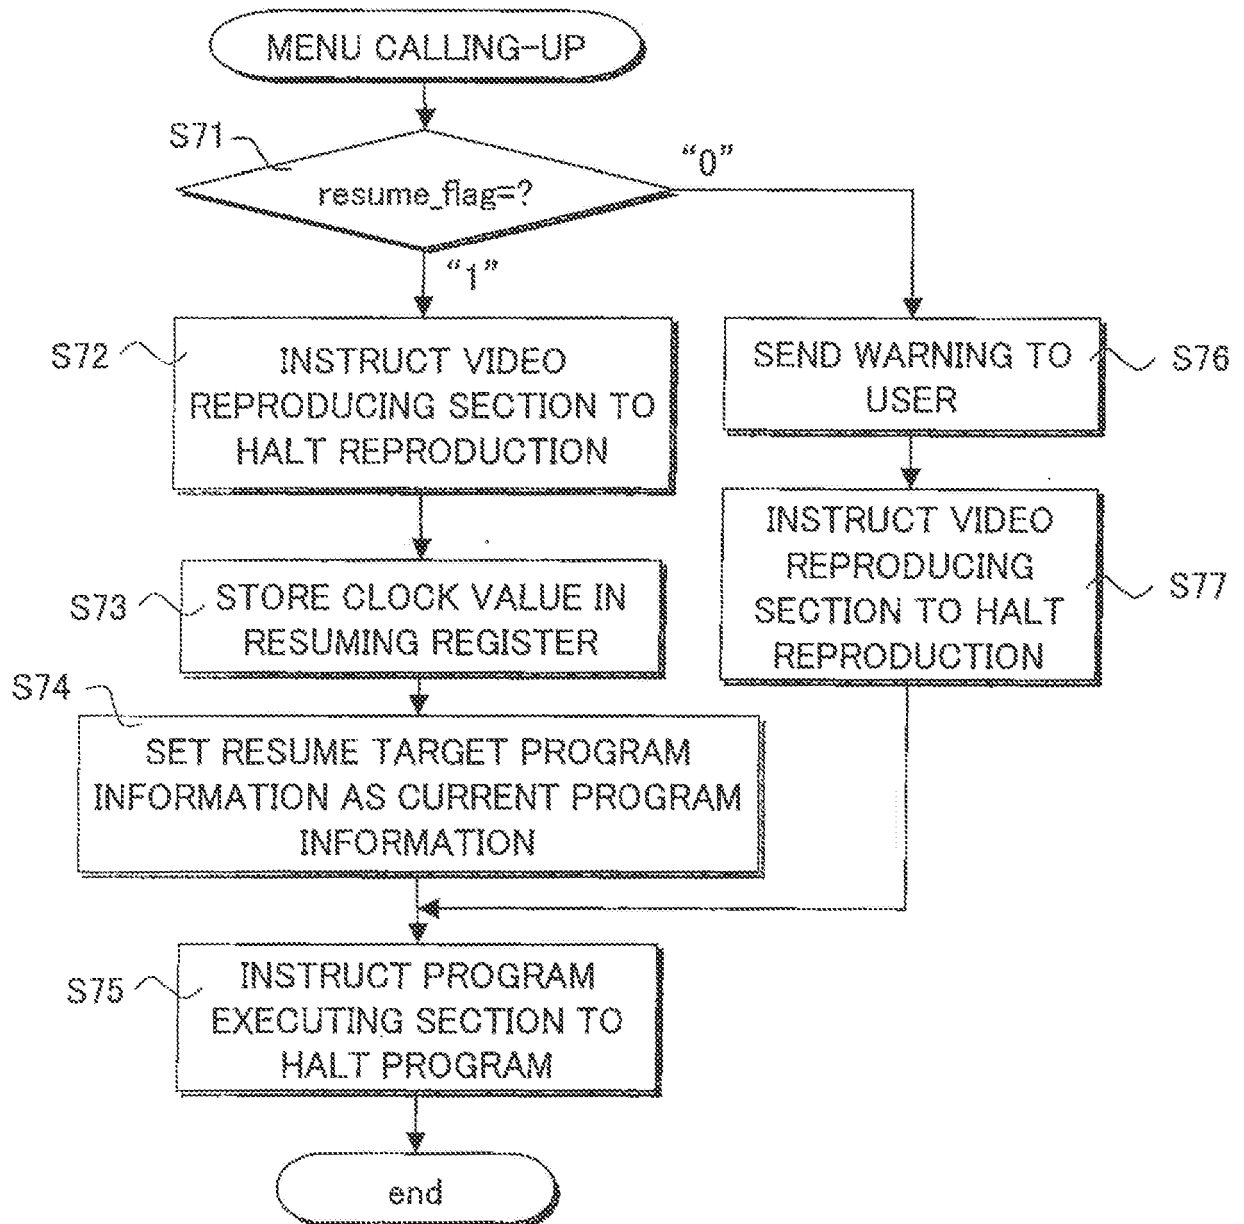 MENU CALLING-UP
S71
"0"
resume_flag=?
"1"
S72
INSTRUCT VIDEO
REPRODUCING SECTION TO
HALT REPRODUCTION
SEND WARNING TO
USER
S76
INSTRUCT VIDEO
REPRODUCING
SECTION TO HALT
REPRODUCTION
S77
S73
STORE CLOCK VALUE IN
RESUMING REGISTER
S74
SET RESUME TARGET PROGRAM
INFORMATION AS CURRENT PROGRAM
INFORMATION
S75
INSTRUCT PROGRAM
EXECUTING SECTION TO
HALT PROGRAM
end